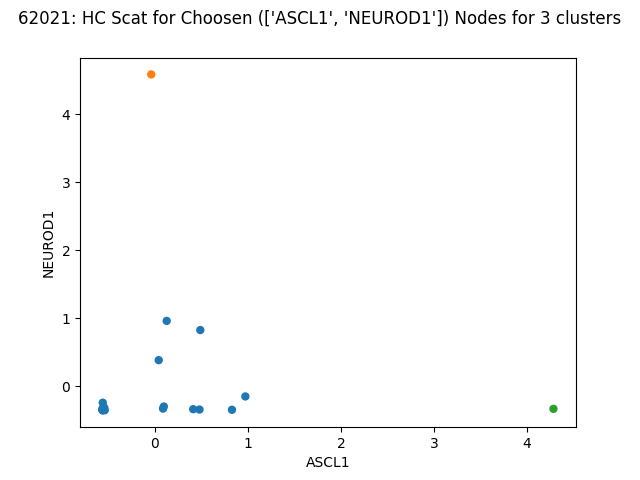 62021: HC Scat for Choosen (['ASCL1', 'NEUROD1']) Nodes for 3 clusters
NEUROD1
4
3
2
1
0
0 1 2 3 4
ASCL1